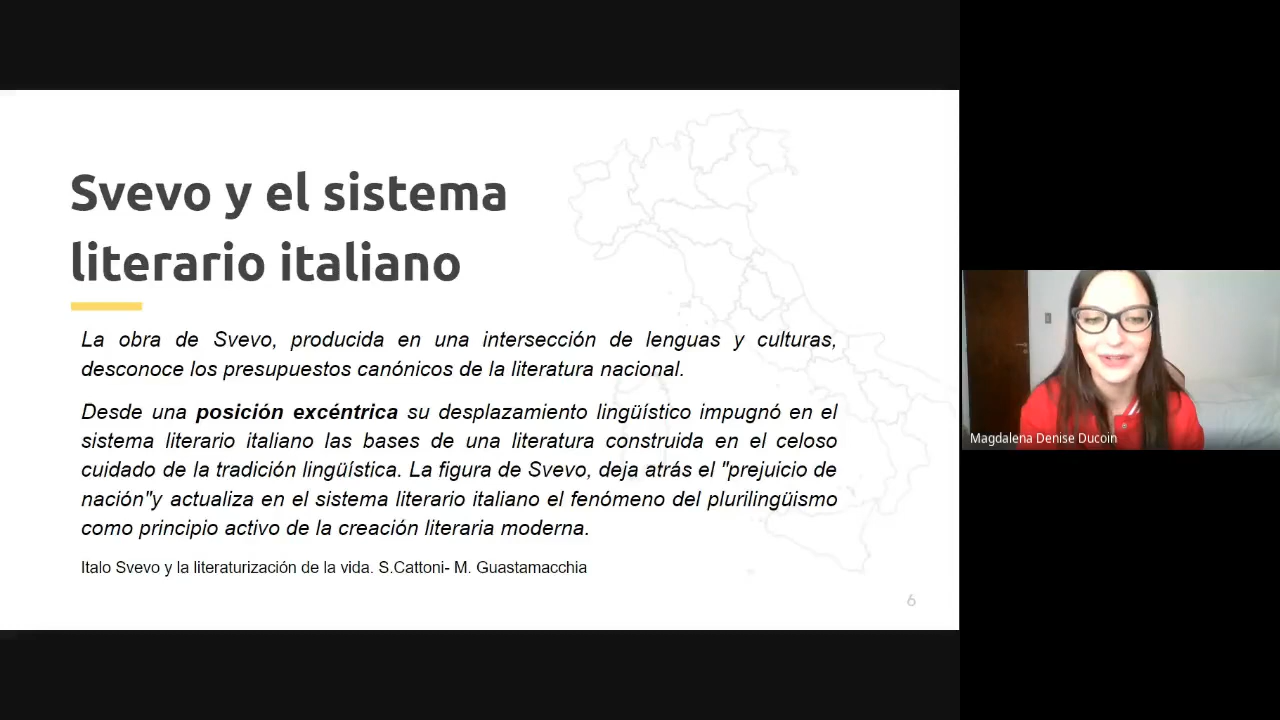 Svevo y el sistema
literario italiano
La obra de Svevo, producida en una intersección de lenguas y culturas,
desconoce los presupuestos canónicos de la literatura nacional.
Desde una posición excéntrica su desplazamiento lingüístico impugnó en el
sistema literario italiano las bases de una literatura construida en el celoso
cuidado de la tradición lingüística. La figura de Svevo, deja atrás el "prejuicio de
nación"y actualiza en el sistema literario italiano el fenómeno del plurilingüismo
como principio activo de la creación literaria moderna.
Italo Svevo y la literaturización de la vida. S.Cattoni- M. Guastamacchia
6
Magdalena Denise Ducoin